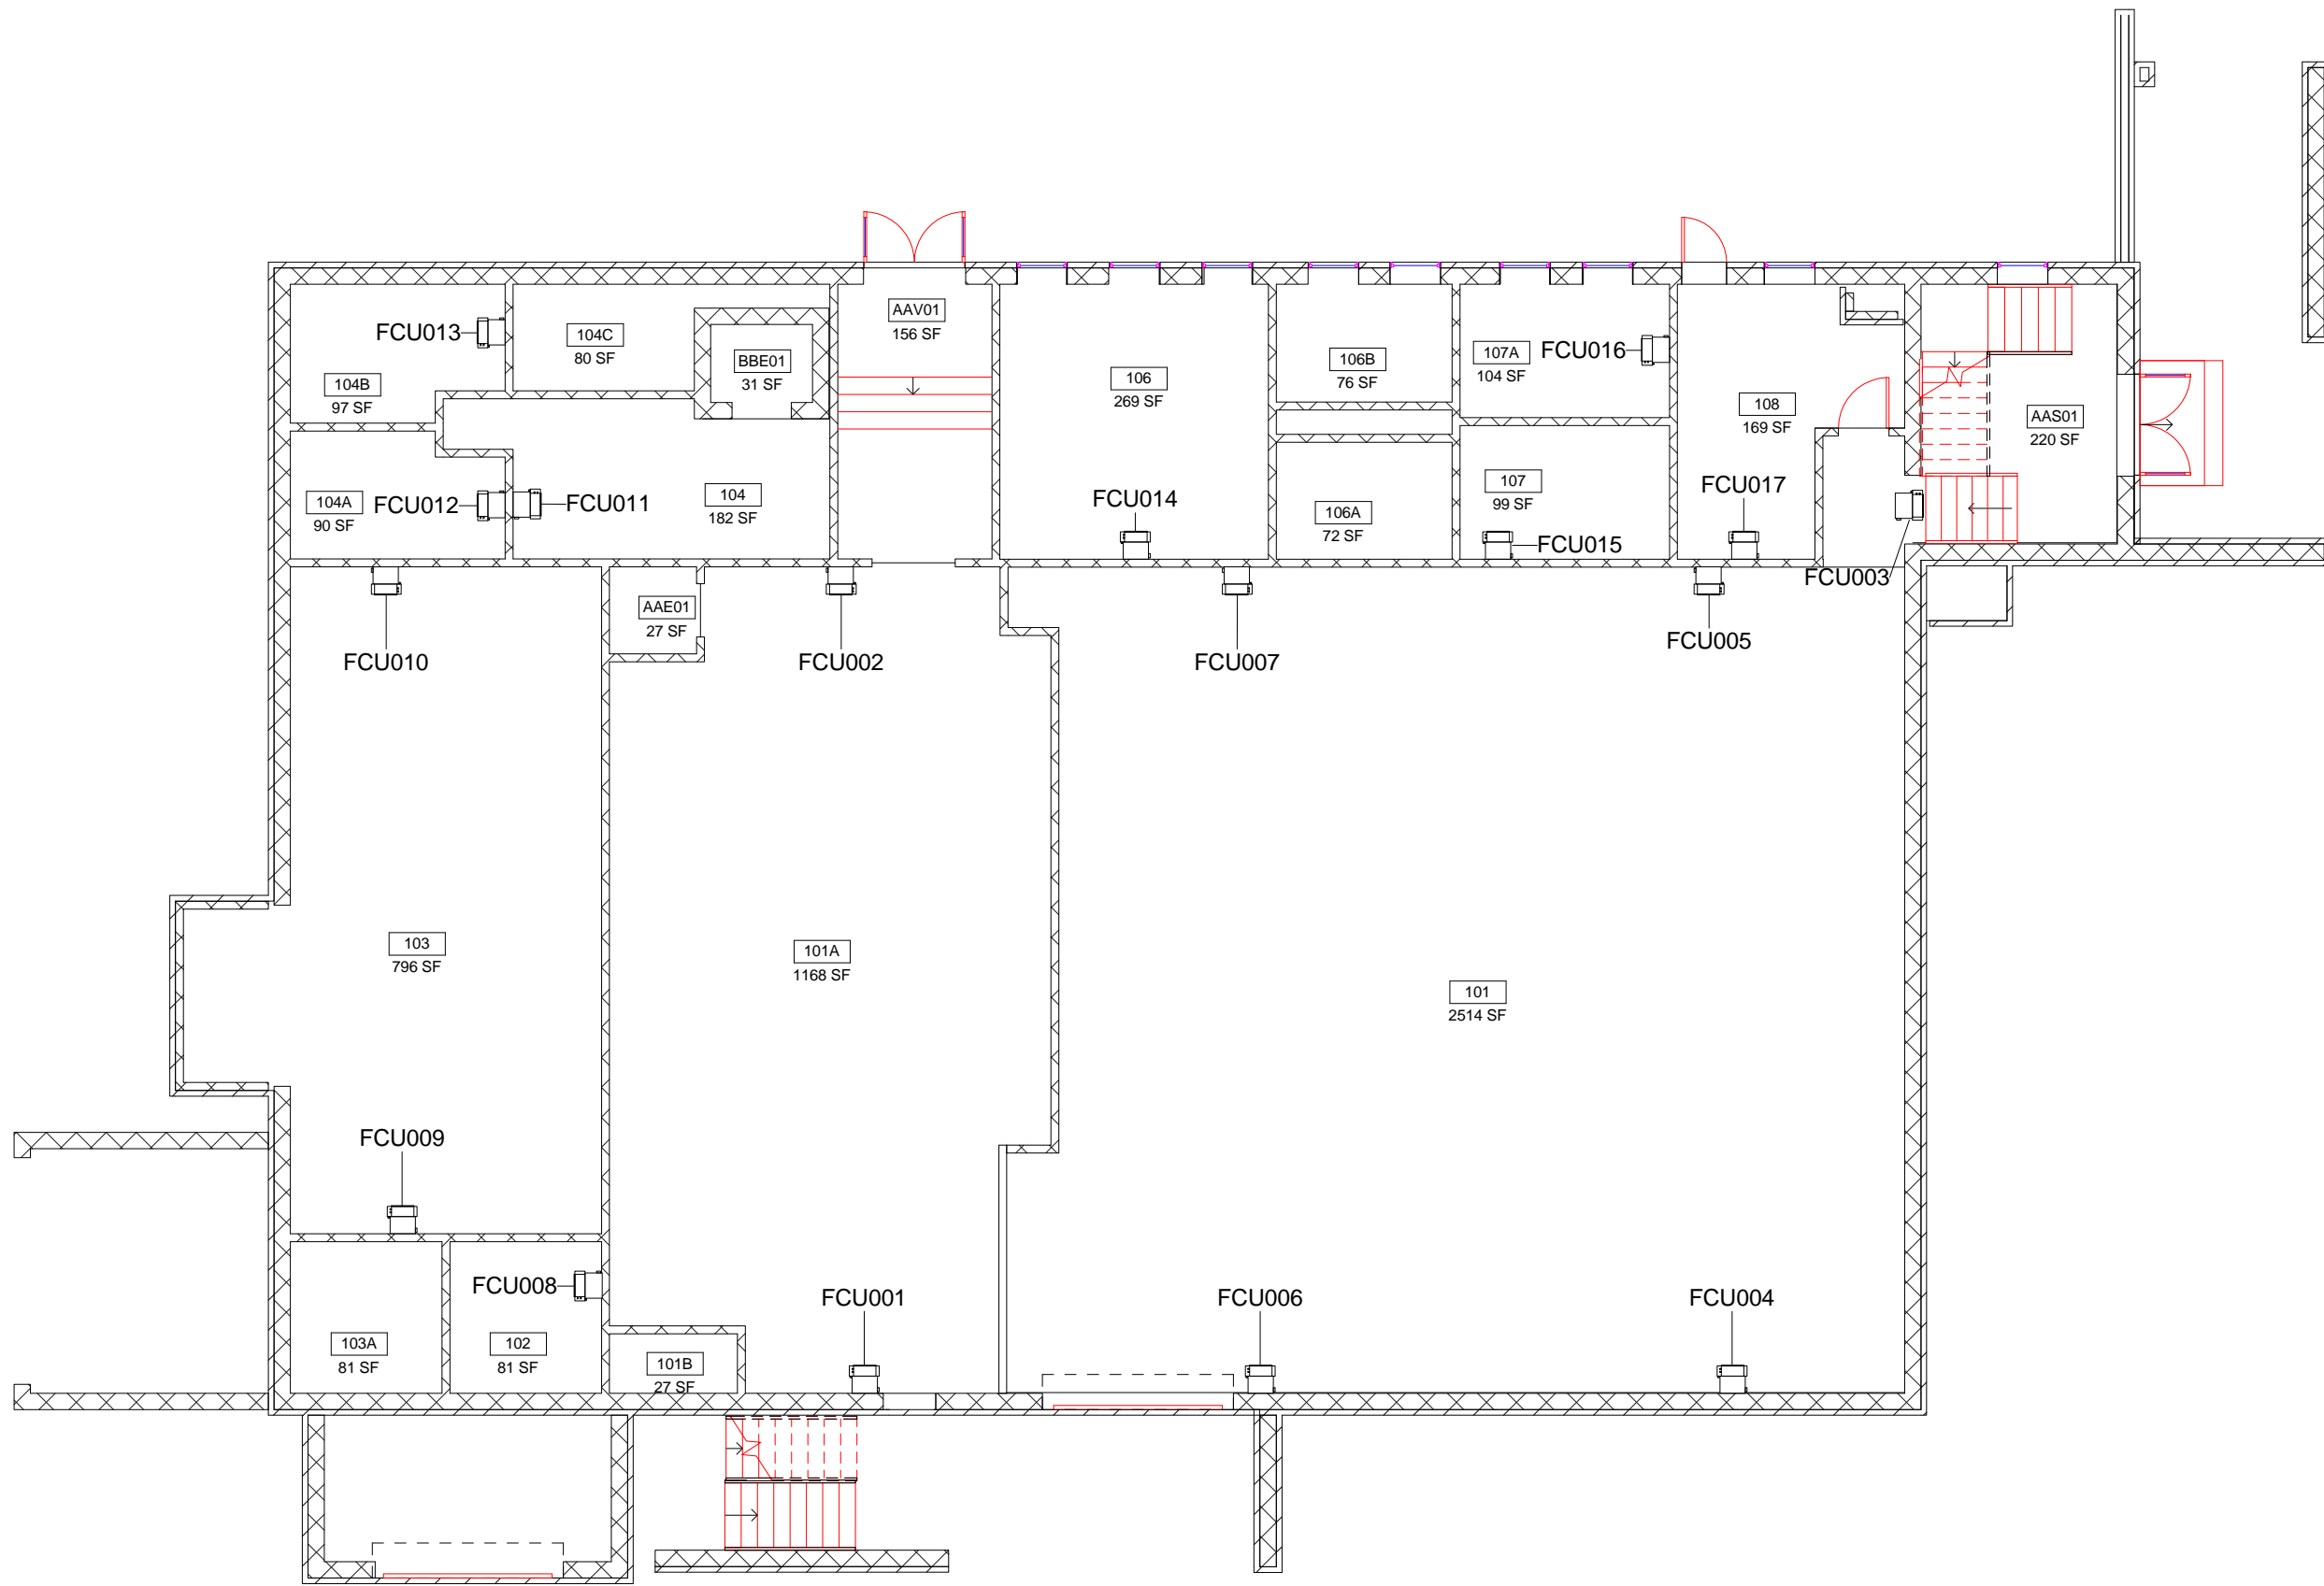 AAV01
156 SF
FCU013
104C
80 SF
BBE01
31 SF
FCU016
107A
104 SF
106B
76 SF
104B
97 SF
106
269 SF
108
169 SF
AAS01
220 SF
104A
90 SF
FCU012
FCU011
104
182 SF
FCU014
106A
72 SF
107
99 SF
FCU017
FCU015
FCU003
AAE01
27 SF
FCU010
FCU002
FCU007
FCU005
103
796 SF
101A
1168 SF
101
2514 SF
FCU009
FCU008
FCU001
FCU006
FCU004
103A
81 SF
102
81 SF
101B
27 SF